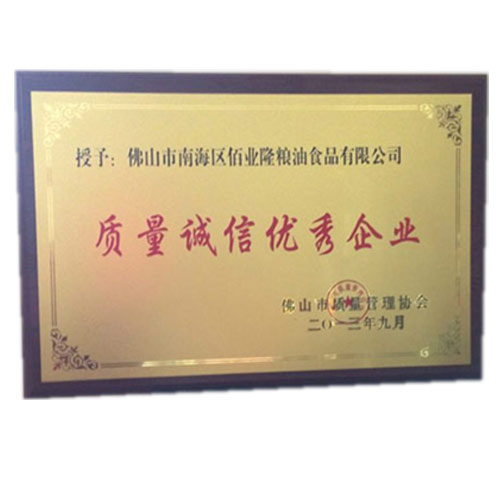 授予：佛山市南海区佰业隆粮油食品有限公司
质量诚信优秀企业
佛山市质量管理协会
二〇一三年九月